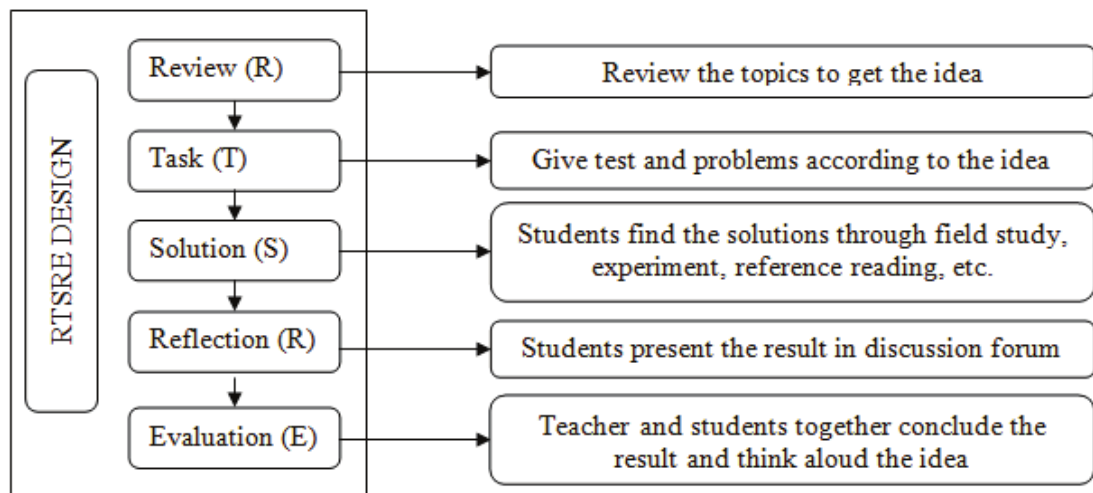 RTSRE DESIGN
Review (R)
Review the topics to get the idea
Task (T)
Give test and problems according to the idea
Solution (S)
Students find the solutions through field study,
experiment, reference reading, etc.
Reflection (R)
Students present the result in discussion forum
Evaluation (E)
Teacher and students together conclude the
result and think aloud the idea